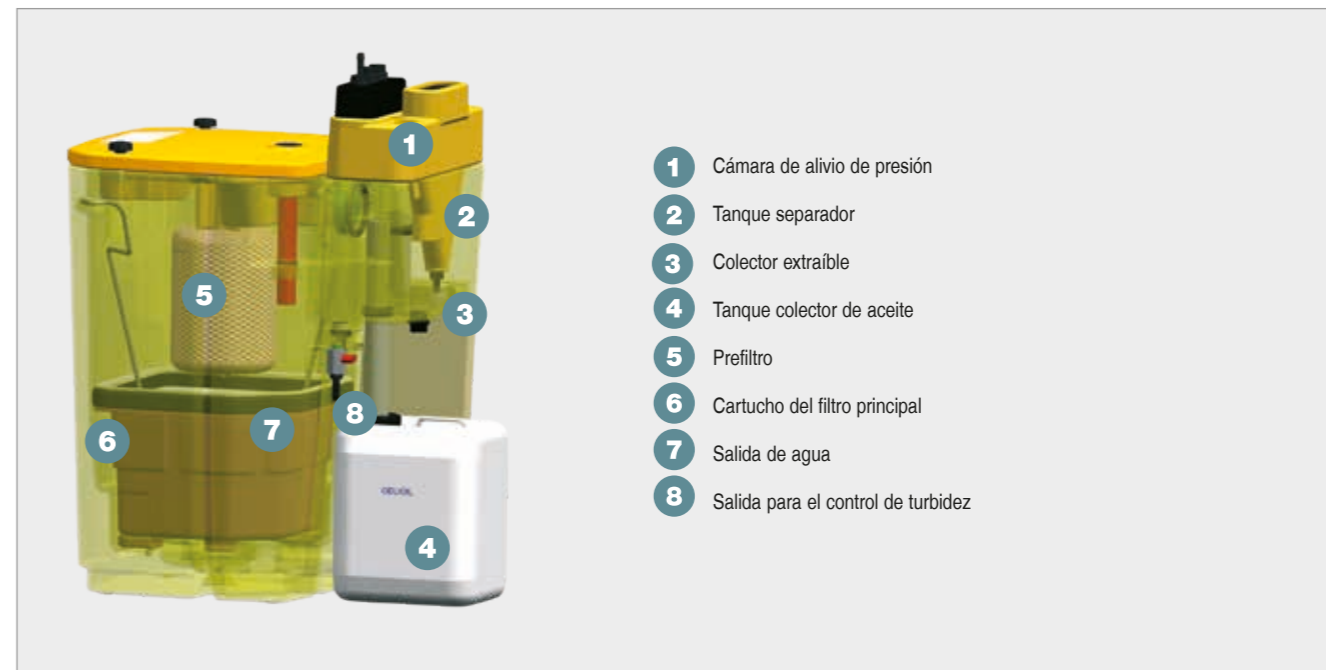 1
2
5
3
8
7
6
4
1 Cámara de alivio de presión
2 Tanque separador
3 Colector extraíble
4 Tanque colector de aceite
5 Prefiltro
6 Cartucho del filtro principal
7 Salida de agua
8 Salida para el control de turbidez